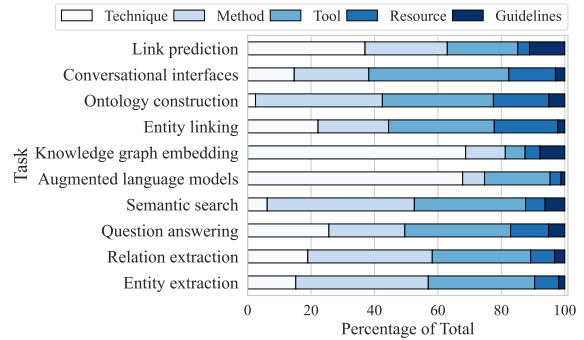 Technique Method Tool Resource Guidelines
Link prediction
Conversational interfaces
Ontology construction
Entity linking
Knowledge graph embedding
Augmented language models
Semantic search
Question answering
Relation extraction
Entity extraction
Task
0 20 40 60 80 100
Percentage of Total